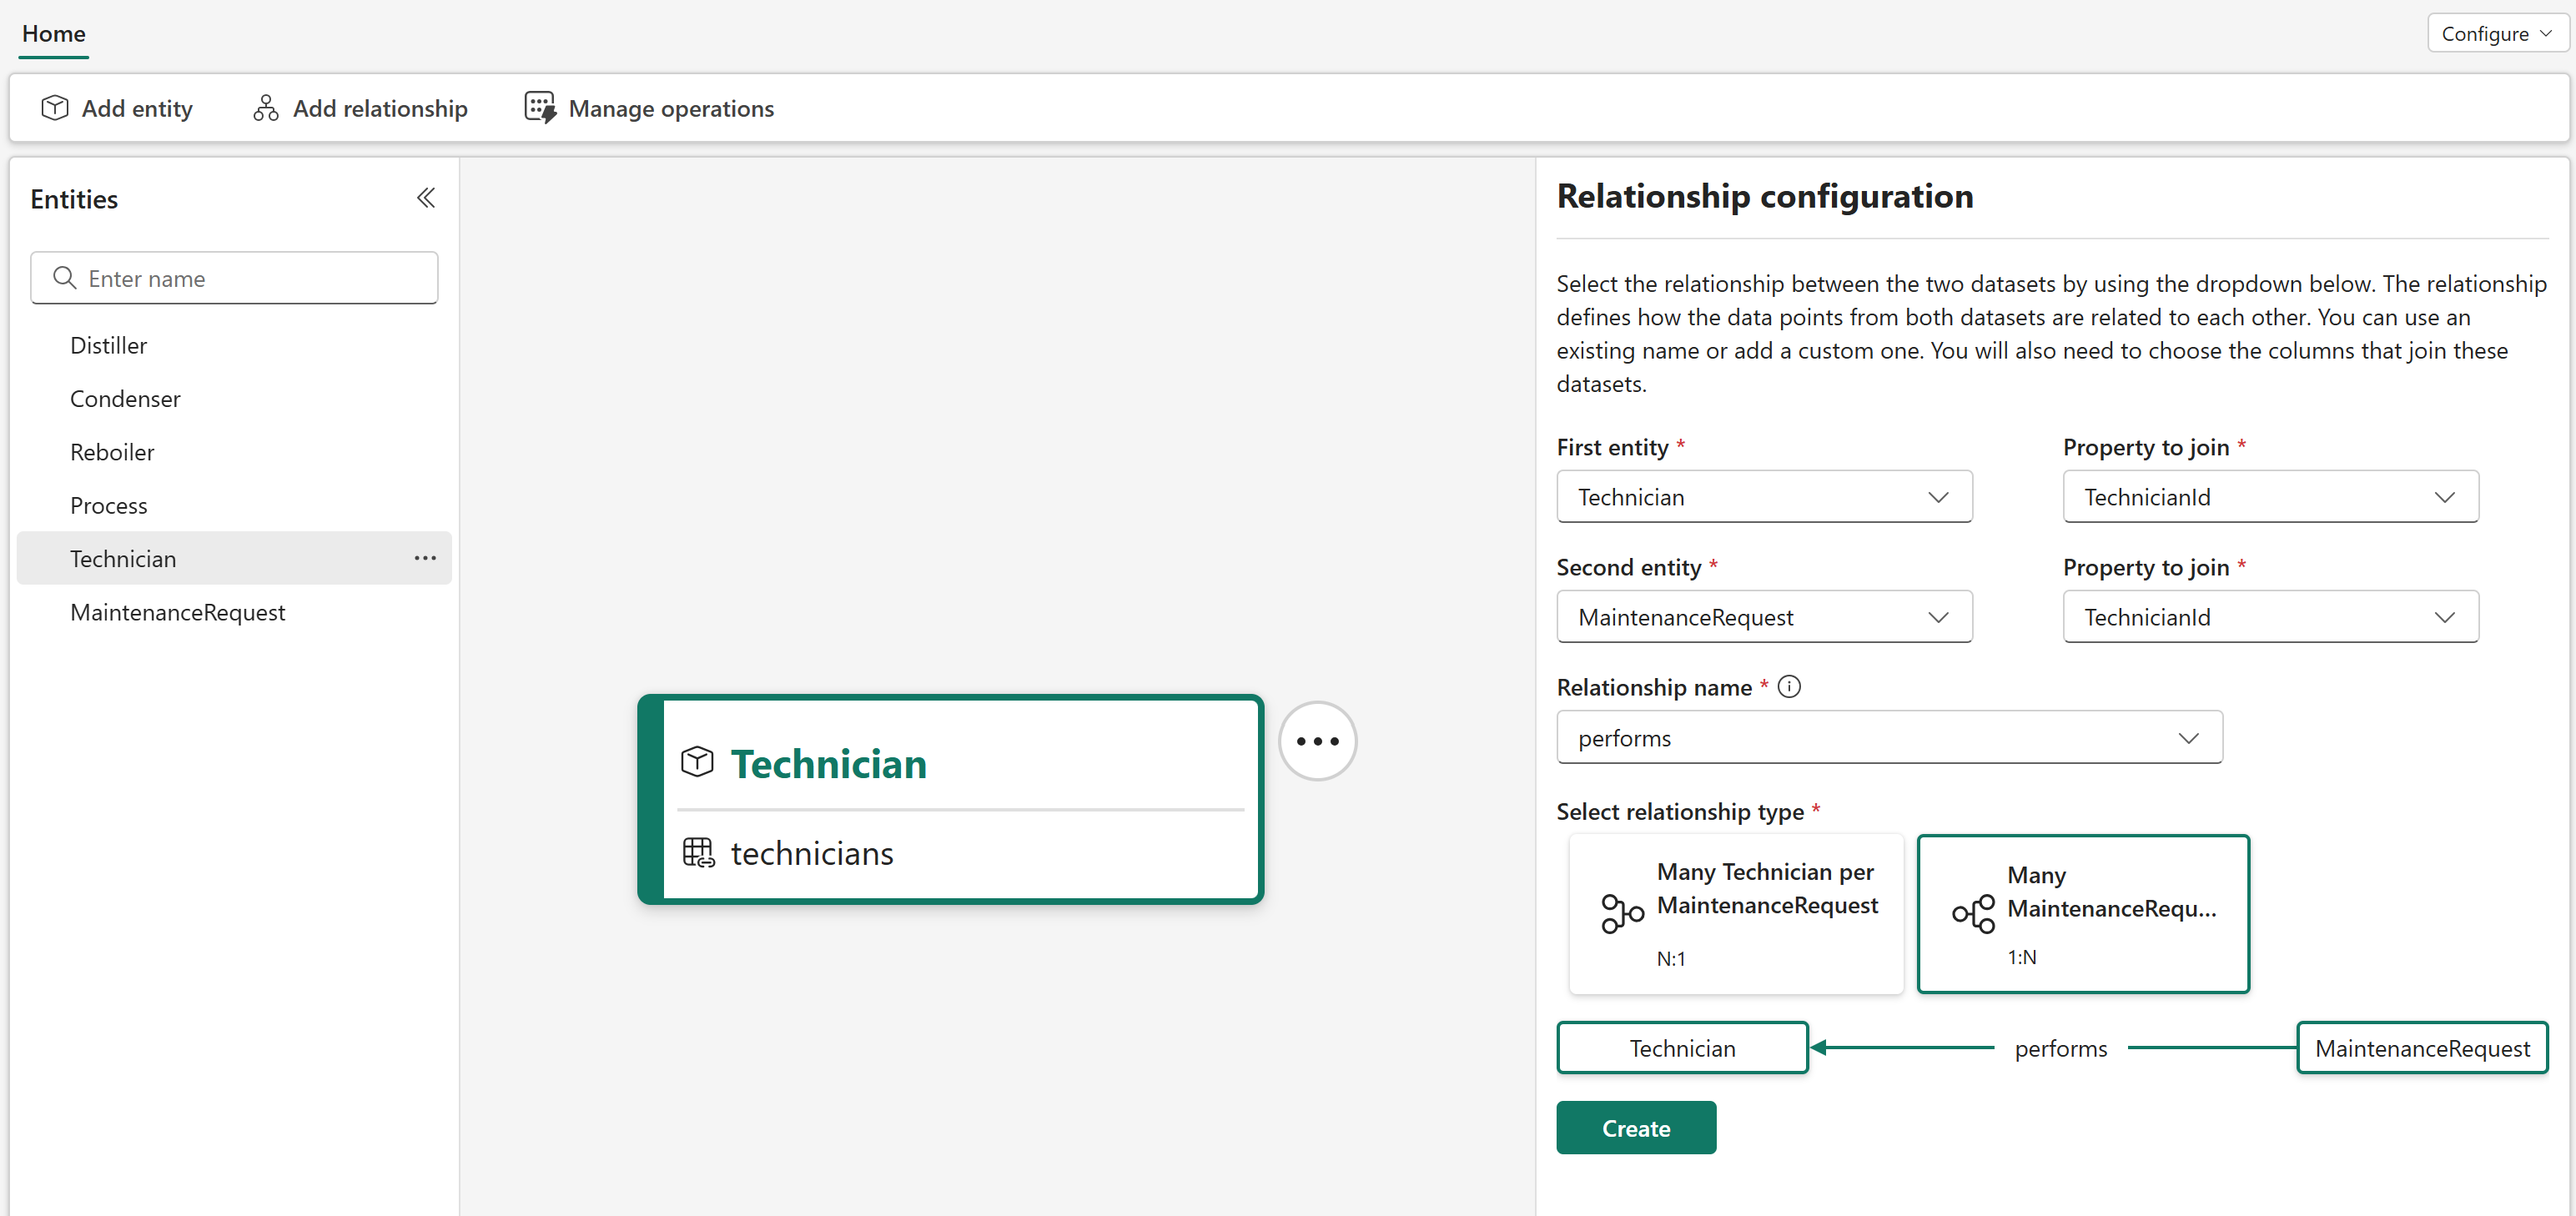 Home
Configure
Add entity
Add relationship
Manage operations
Entities
Enter name
Distiller
Condenser
Reboiler
Process
Technician
MaintenanceRequest
Technician
technicians
Relationship configuration
Select the relationship between the two datasets by using the dropdown below. The relationship
defines how the data points from both datasets are related to each other. You can use an
existing name or add a custom one. You will also need to choose the columns that join these
datasets.
First entity *
Property to join *
Technician
TechnicianId
Second entity *
Property to join *
MaintenanceRequest
TechnicianId
Relationship name *
performs
Select relationship type *
Many Technician per
MaintenanceRequest
N:1
Many
MaintenanceRequ...
1:N
Technician
performs
MaintenanceRequest
Create